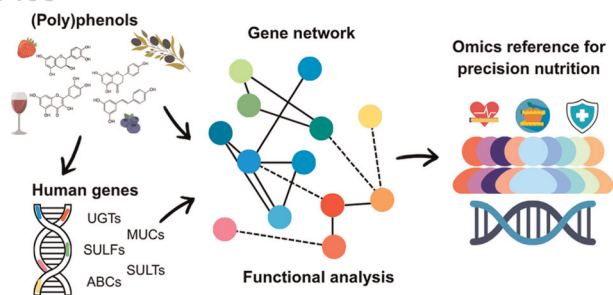 (Poly)phenols
Human genes
UGTs
MUCs
SULFs
SULTs
ABCs
Gene network
Functional analysis
Omics reference for
precision nutrition